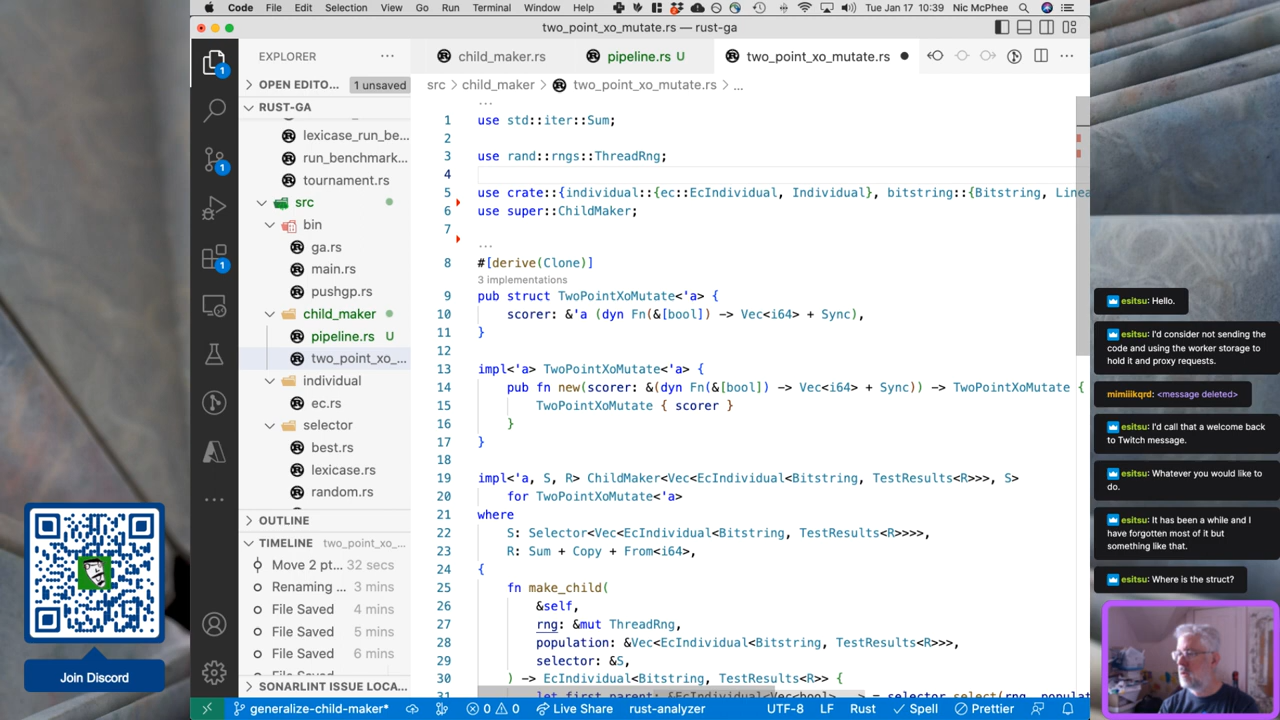 Code File Edit Selection View Go Run Terminal Window Help Tue Jan 17 10:39 Nic McPhee
two_point_xo_mutate.rs — rust-ga
EXPLORER
OPEN EDITO... 1 unsaved
RUST-GA
lexicase_run_be...
run_benchmark...
tournament.rs
src
bin
ga.rs
main.rs
pushgp.rs
child_maker
pipeline.rs U
two_point_xo_...
individual
ec.rs
selector
best.rs
lexicase.rs
random.rs
OUTLINE
TIMELINE two_point_xo_...
Move 2 pt... 32 secs
Renaming ... 3 mins
File Saved 4 mins
File Saved 5 mins
File Saved 6 mins
SONARLINT ISSUE LOCA...
child_maker.rs pipeline.rs U two_point_xo_mutate.rs
src > child_maker > two_point_xo_mutate.rs > ...
1 use std::iter::Sum;
2
3 use rand::rngs::ThreadRng;
4
5 use crate::{individual::{ec::EcIndividual, Individual}, bitstring::{Bitstring, Line
6 use super::ChildMaker;
7
8 #[derive(Clone)]
3 implementations
9 pub struct TwoPointXoMutate<'a> {
10 scorer: &'a (dyn Fn(&[bool]) -> Vec<i64> + Sync),
11 }
12
13 impl<'a> TwoPointXoMutate<'a> {
14 pub fn new(scorer: &(dyn Fn(&[bool]) -> Vec<i64> + Sync)) -> TwoPointXoMutate {
15 TwoPointXoMutate { scorer }
16 }
17 }
18
19 impl<'a, S, R> ChildMaker<Vec<EcIndividual<Bitstring, TestResults<R>>>, S>
20 for TwoPointXoMutate<'a>
21 where
22 S: Selector<Vec<EcIndividual<Bitstring, TestResults<R>>>>,
23 R: Sum + Copy + From<i64>,
24 {
25 fn make_child(
26 &self,
27 rng: &mut ThreadRng,
28 population: &Vec<EcIndividual<Bitstring, TestResults<R>>>,
29 selector: &S,
30 ) -> EcIndividual<Bitstring, TestResults<R>> {
31
generalize-child-maker* 0 0 Live Share rust-analyzer UTF-8 LF Rust Spell Prettier
Join Discord
esitsu: Hello.
esitsu: I'd consider not sending the
code and using the worker storage to
hold it and proxy requests.
mimiiikqrd: <message deleted>
esitsu: I'd call that a welcome back
to Twitch message.
esitsu: Whatever you would like to
do.
esitsu: It has been a while and I
have forgotten most of it but
something like that.
esitsu: Where is the struct?